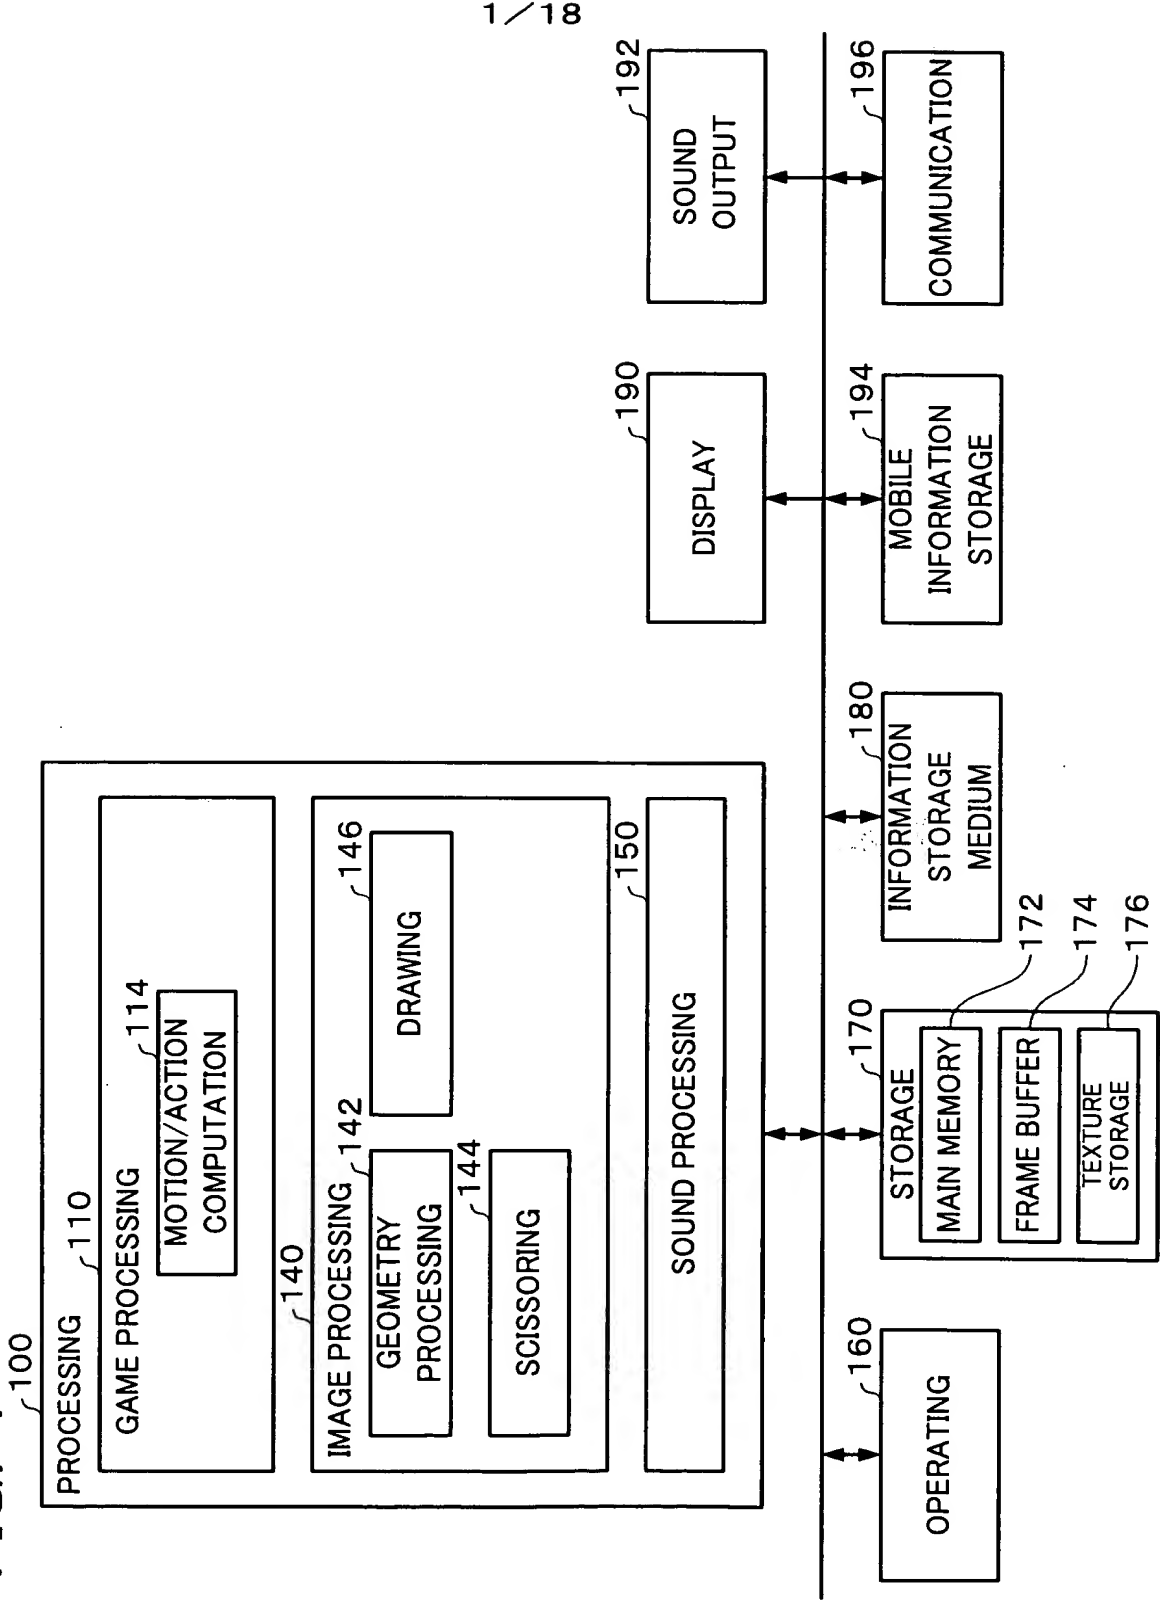 1/18
100
PROCESSING
110
GAME PROCESSING
114
MOTION/ACTION
COMPUTATION
140
IMAGE PROCESSING
142
GEOMETRY
PROCESSING
146
DRAWING
144
SCISSORING
150
SOUND PROCESSING
190
DISPLAY
192
SOUND
OUTPUT
160
OPERATING
170
STORAGE
MAIN MEMORY
172
FRAME BUFFER
174
TEXTURE
STORAGE
176
180
INFORMATION
STORAGE
MEDIUM
194
MOBILE
INFORMATION
STORAGE
196
COMMUNICATION